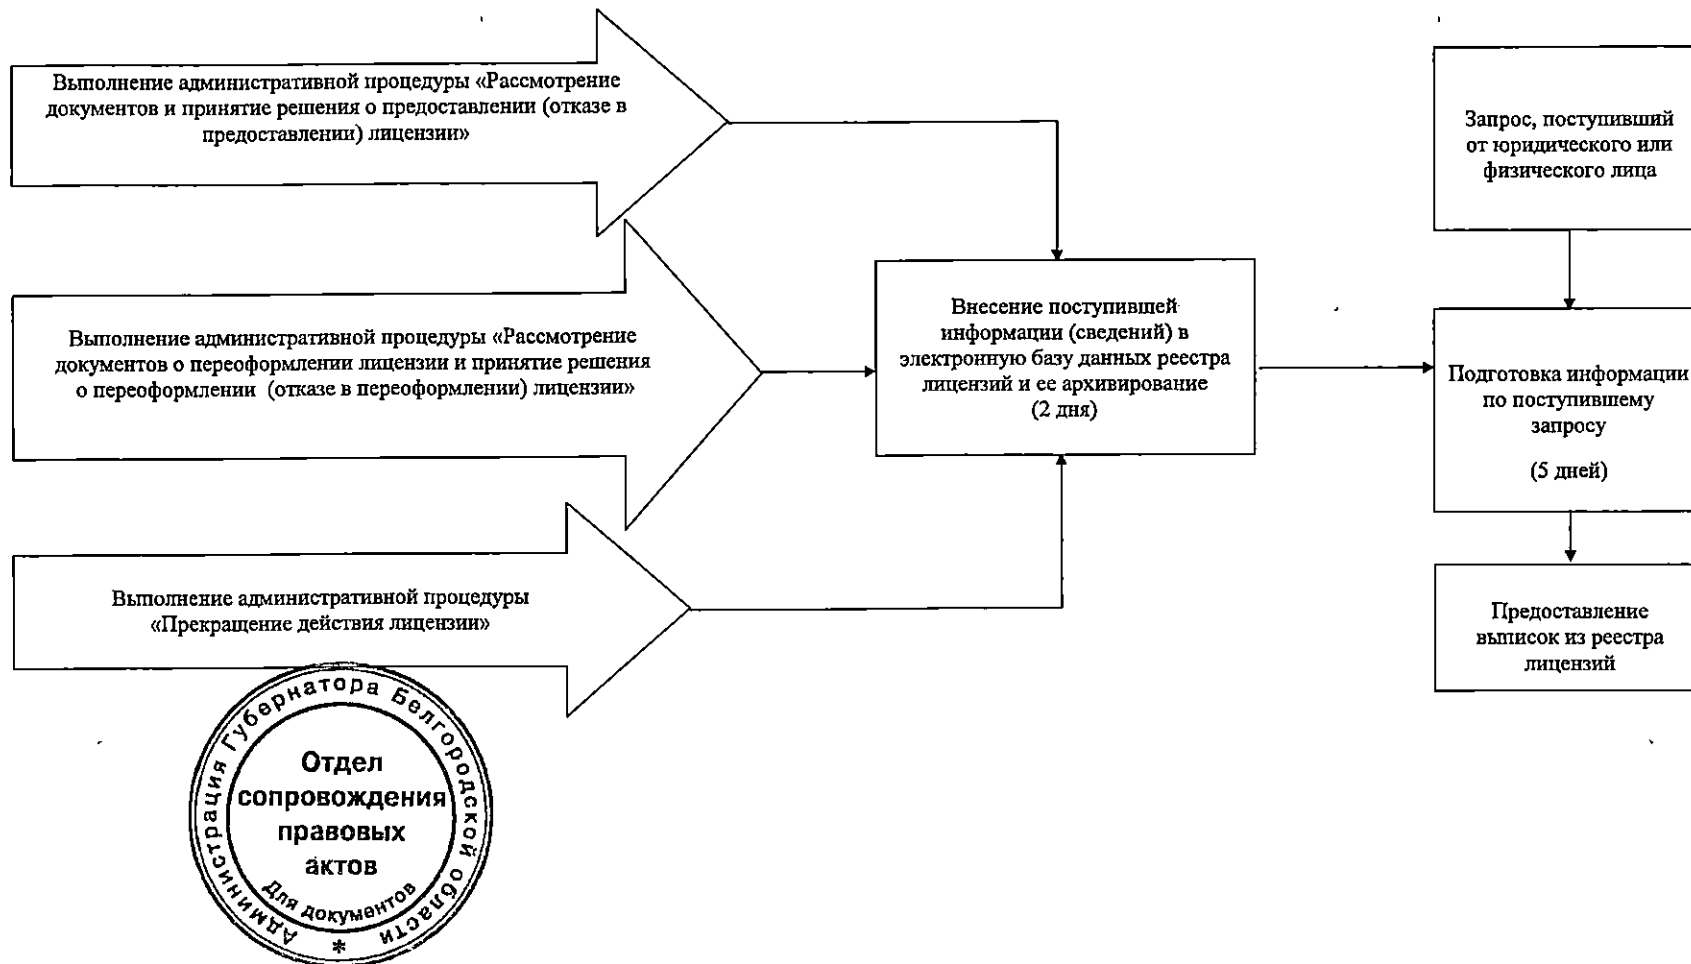 Выполнение административной процедуры «Рассмотрение
документов и принятие решения о предоставлении (отказе в
предоставлении) лицензии»
Выполнение административной процедуры «Рассмотрение
документов о переоформлении лицензии и принятие решения
о переоформлении (отказе в переоформлении) лицензии»
Выполнение административной процедуры
«Прекращение действия лицензии»
Внесение поступившей
информации (сведений) в
электронную базу данных реестра
лицензий и ее архивирование
(2 дня)
Запрос, поступивший
от юридического или
физического лица
Подготовка информации
по поступившему
запросу
(5 дней)
Предоставление
выписок из реестра
лицензий
Администрация Губернатора Белгородской области
Отдел
сопровождения
правовых
актов
Для документов
*